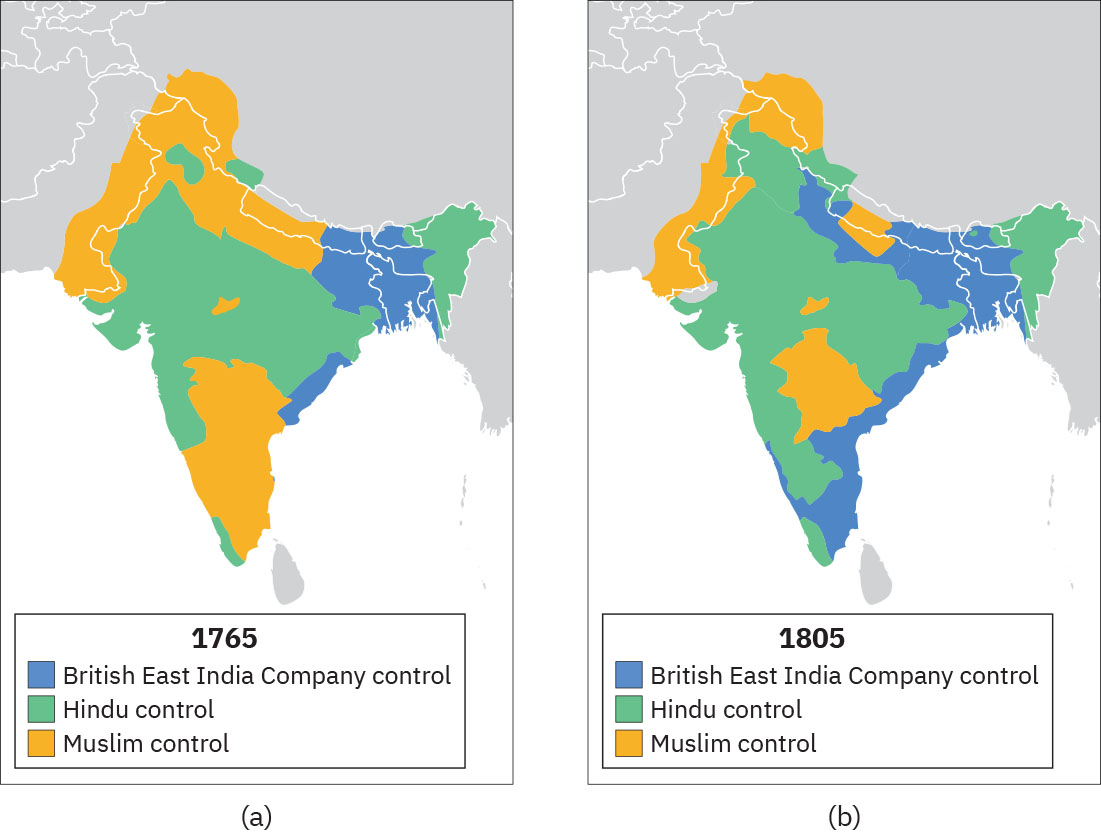 1765
British East India Company control
Hindu control
Muslim control
(a)
1805
British East India Company control
Hindu control
Muslim control
(b)